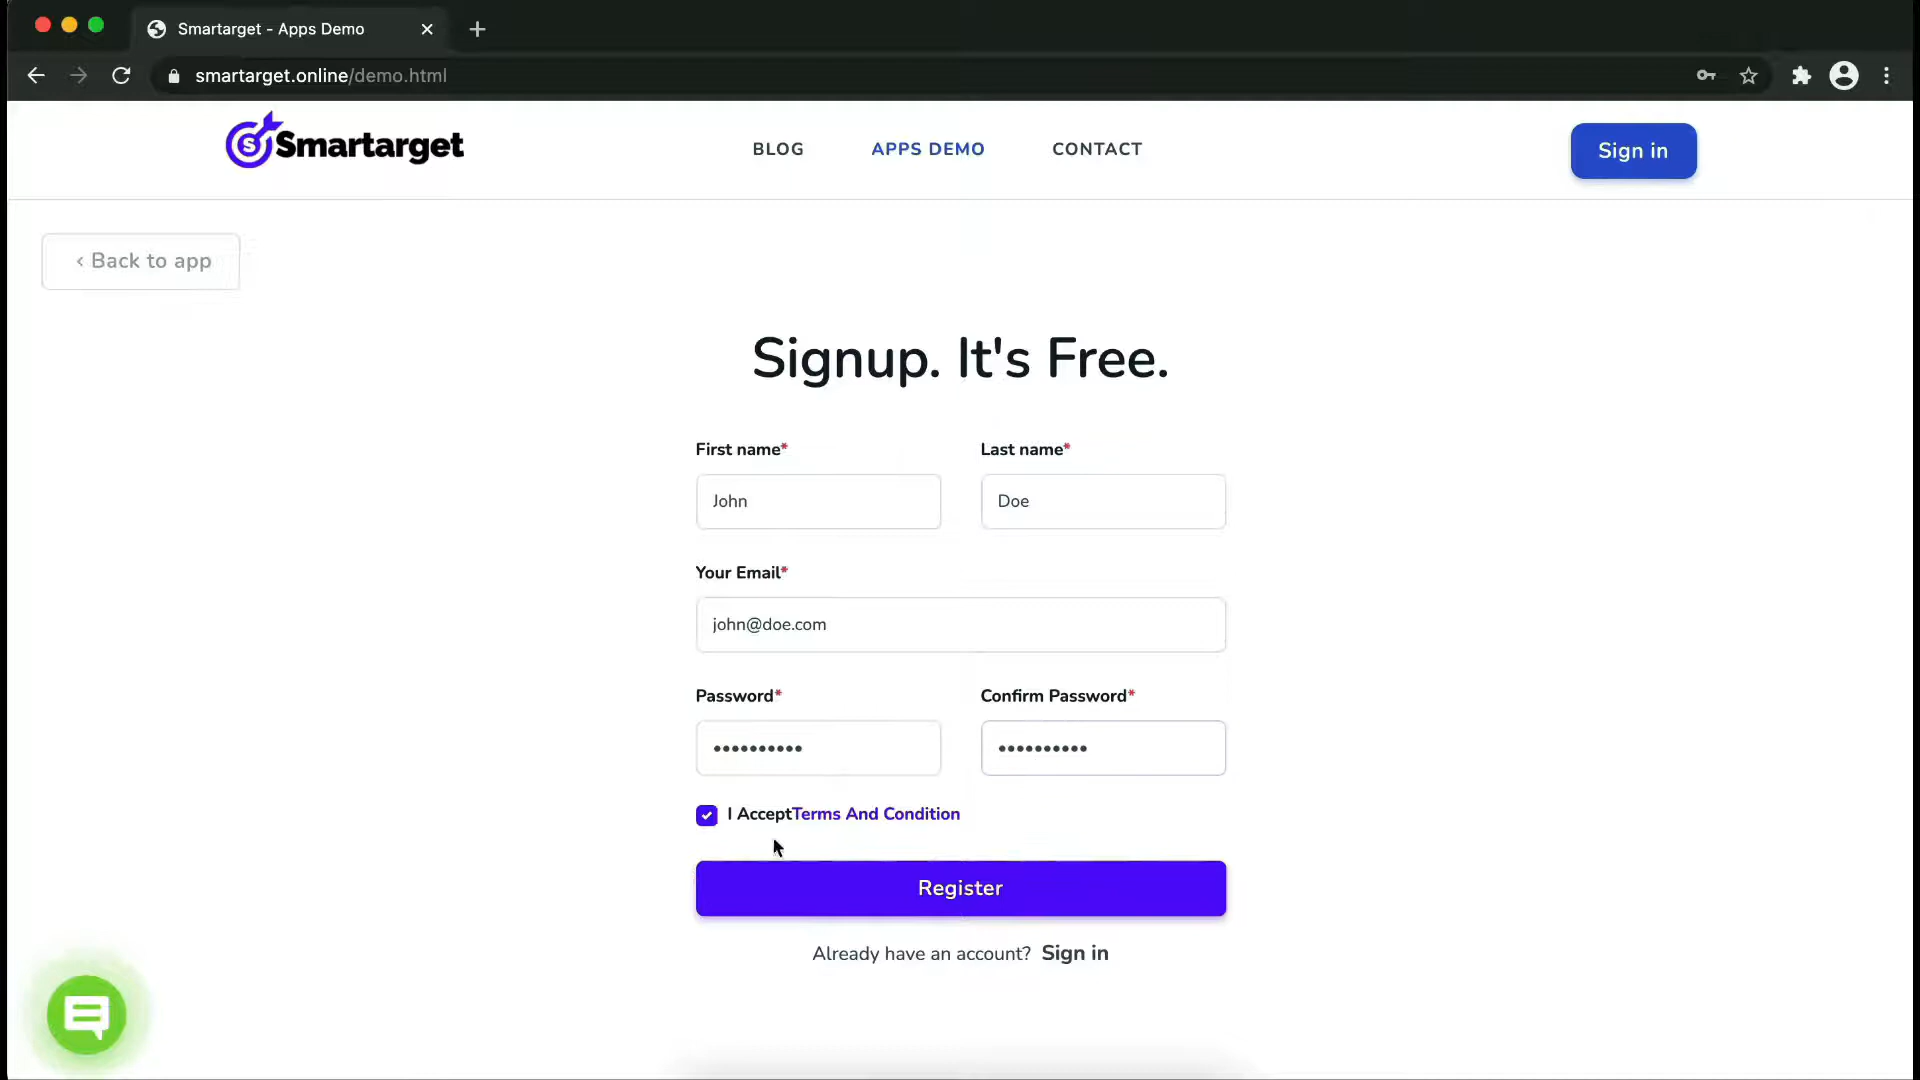 Smartarget - Apps Demo
smartarget.online/demo.html
Smartarget
BLOG
APPS DEMO
CONTACT
Sign in
‹ Back to app
Signup. It's Free.
First name*
Last name*
John
Doe
Your Email*
john@doe.com
Password*
Confirm Password*
••••••••••
••••••••••
I AcceptTerms And Condition
Register
Already have an account? Sign in